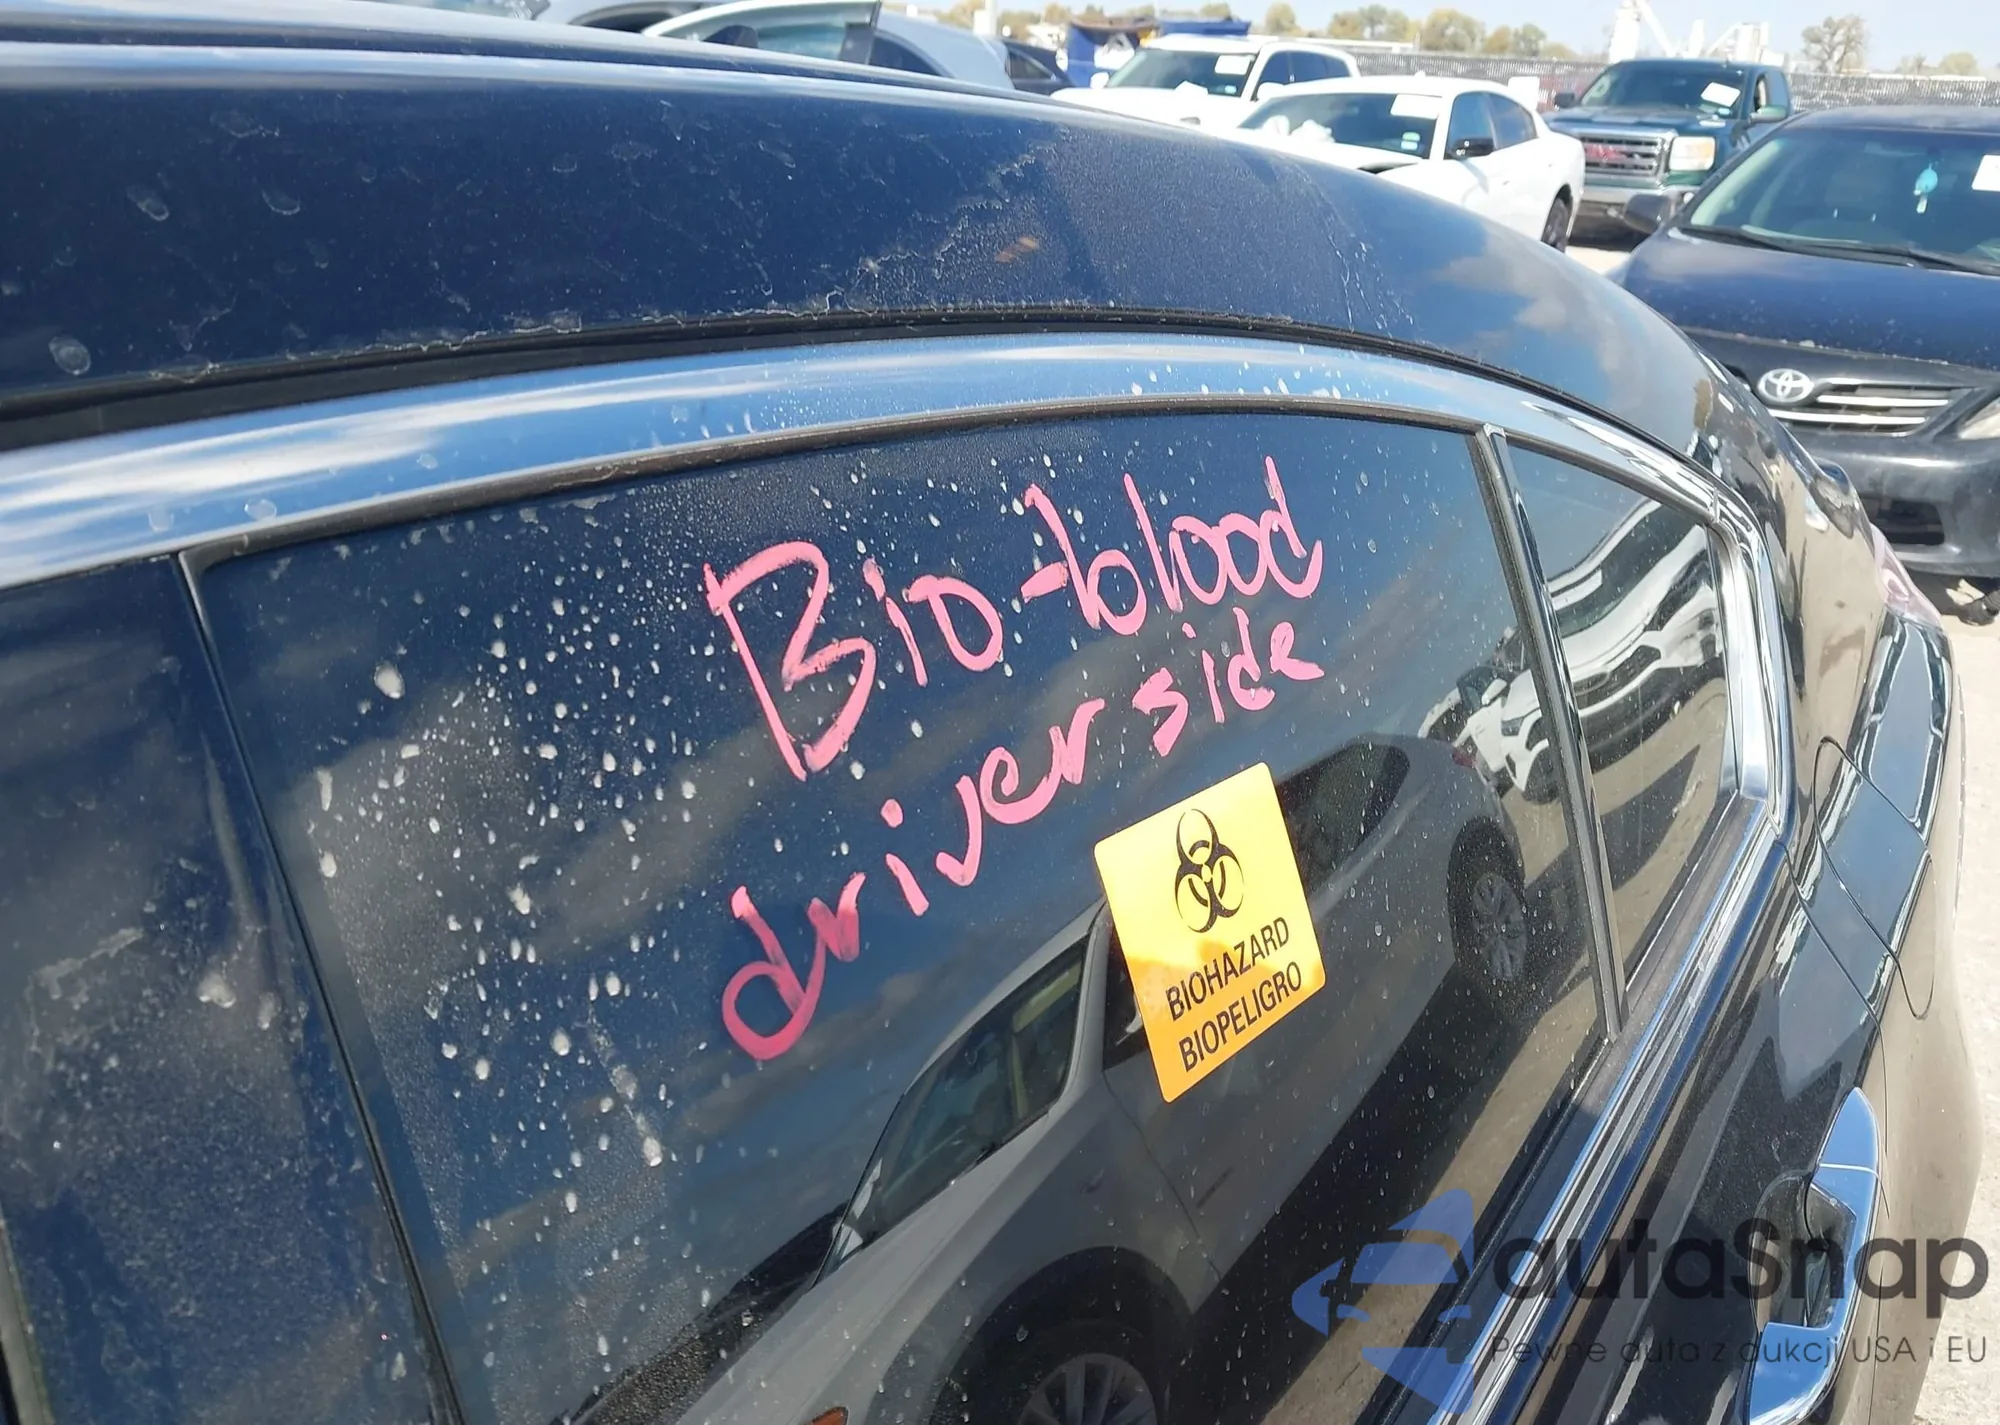 Bio-blood
driver side
BIOHAZARD
BIOPELIGRO
autaSnap
Pewne auta z aukcji USA i EU